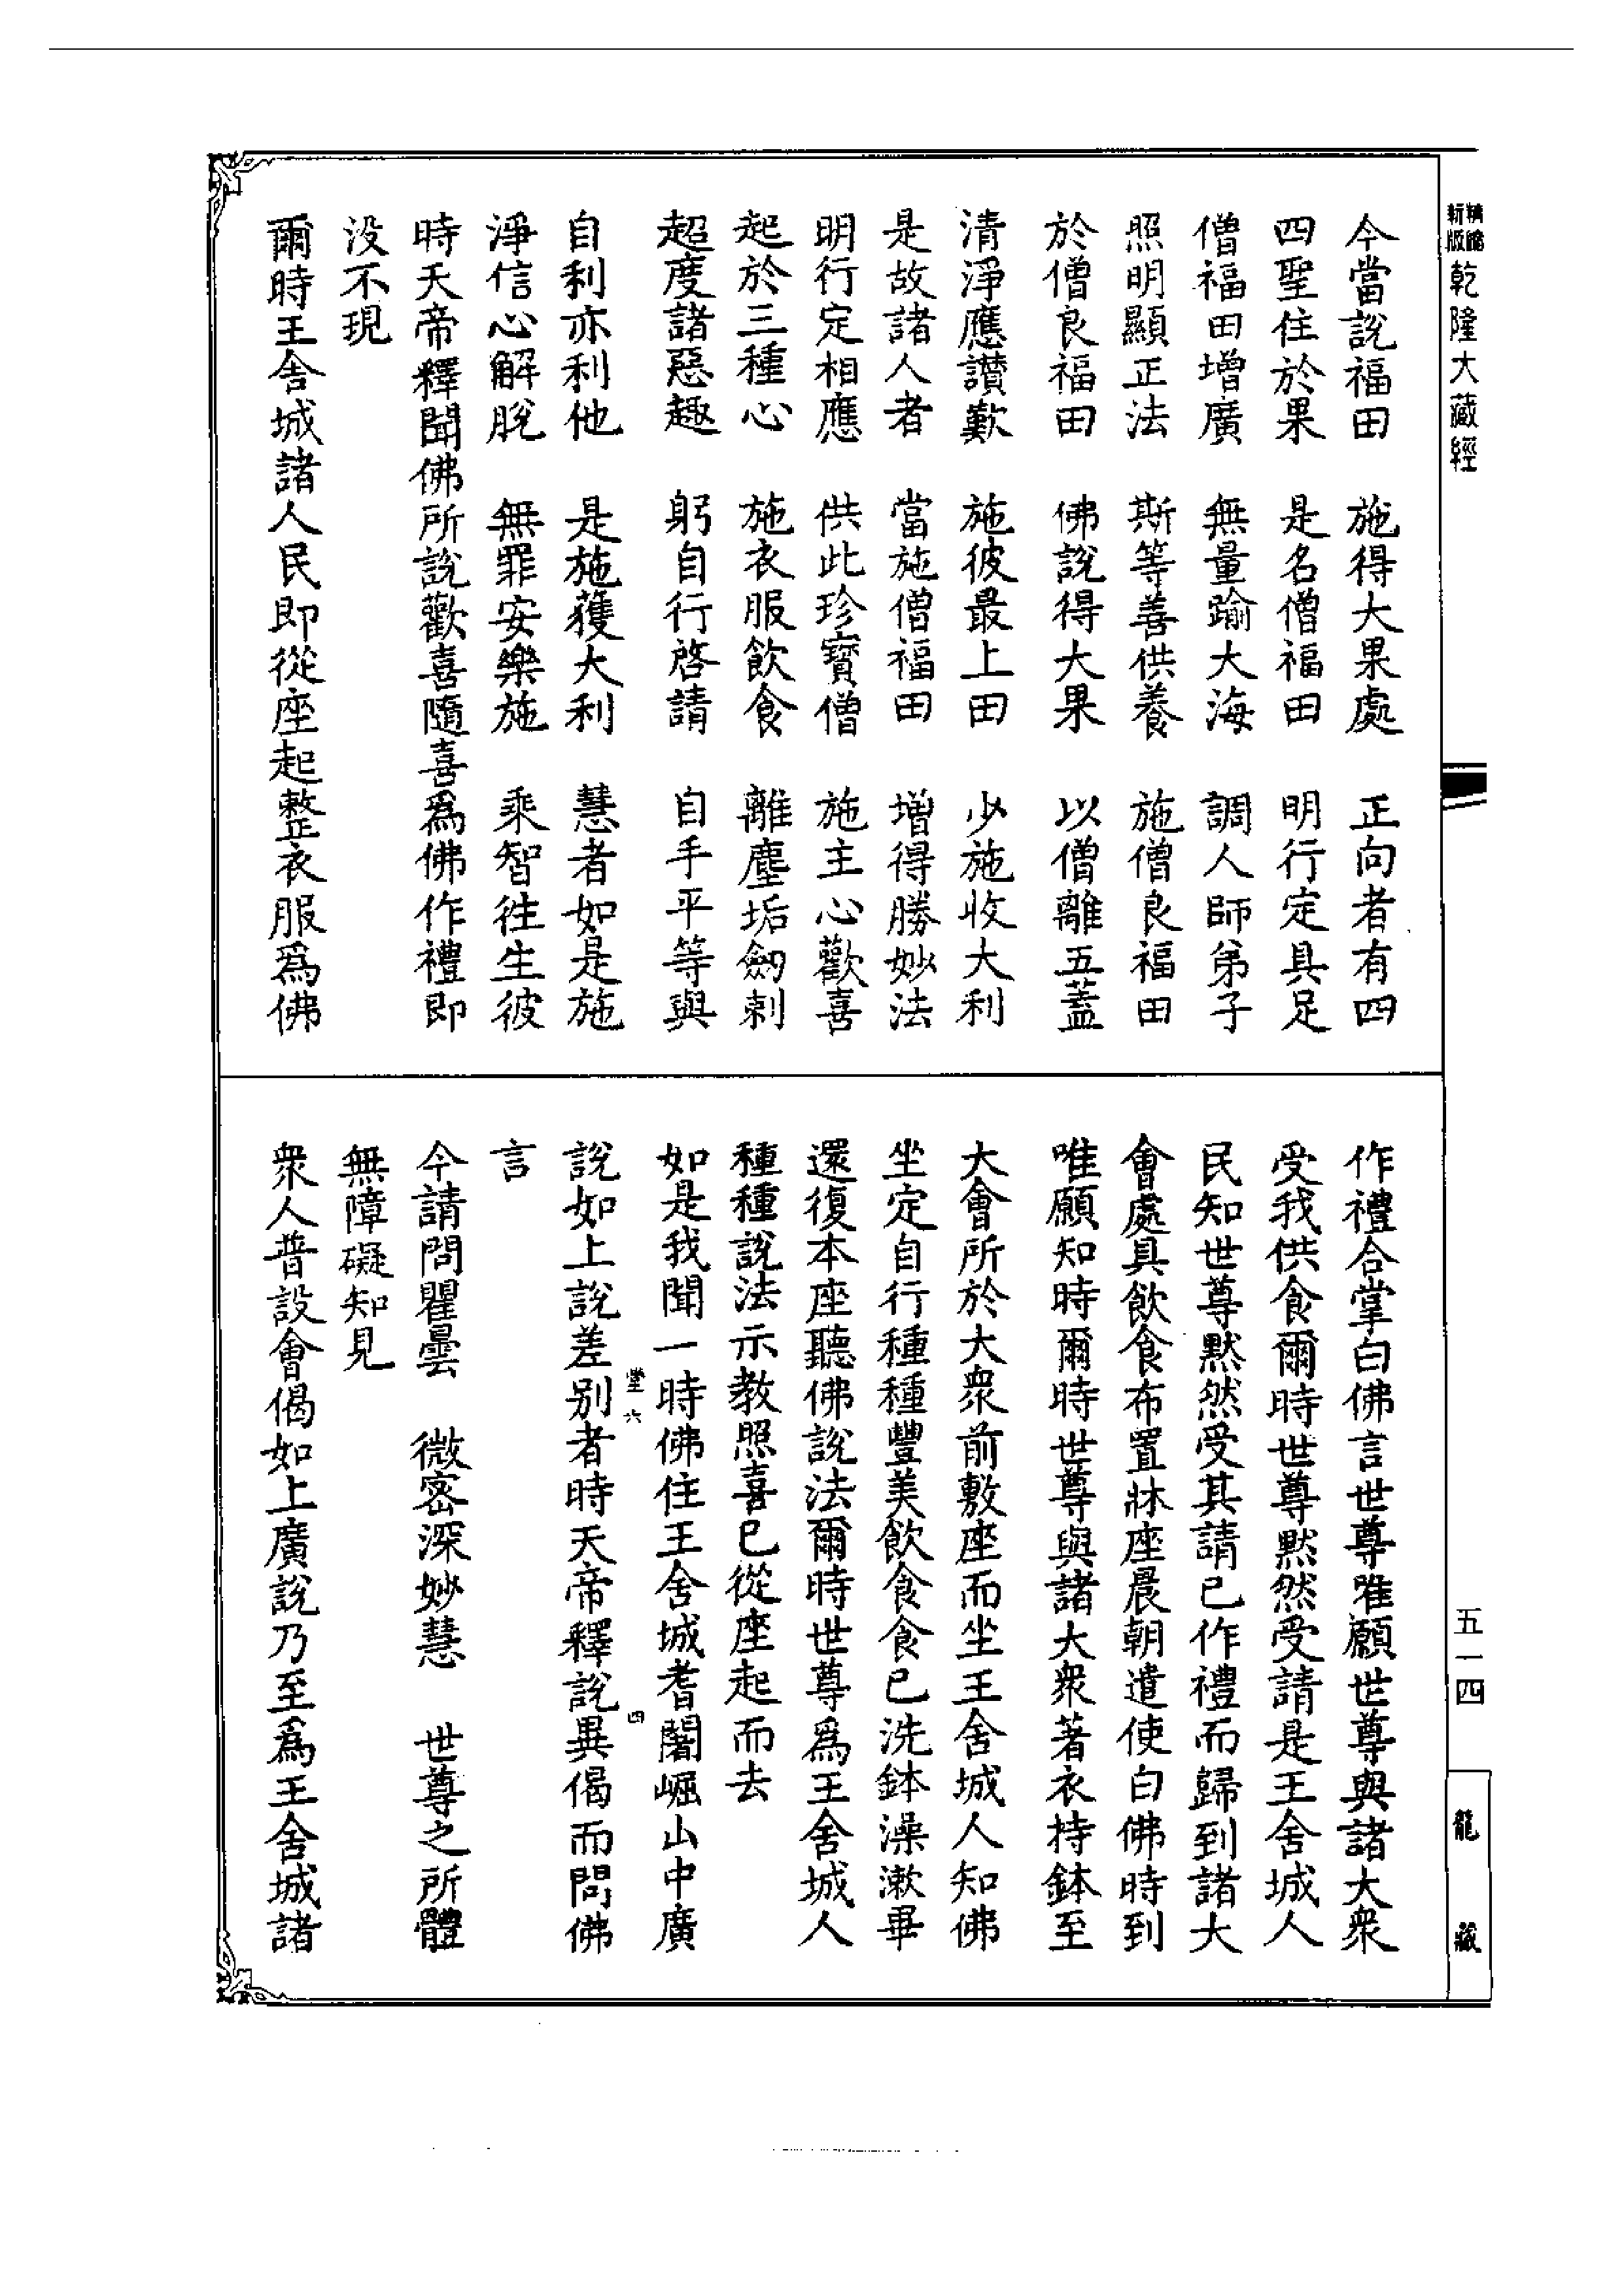 新版精縮乾隆大藏經
今當說福田　施得大果處　正向者有四
四聖住於果　是名僧福田　明行定具足
僧福田增廣　無量踰大海　調人師弟子
照明顯正法　斯等善供養　施僧良福田
於僧良福田　佛說得大果　以僧離五蓋
清淨應讚歎　施彼最上田　少施收大利
是故諸人者　當施僧福田　增得勝妙法
明行定相應　供此珍寶僧　施主心歡喜
起於三種心　施衣服飲食　離塵垢劒刺
超度諸惡趣　躬自行啓請　自手平等與
自利亦利他　是施獲大利　慧者如是施
淨信心解脫　無罪安樂施　乘智往生彼
時天帝釋聞佛所說歡喜隨喜爲佛作禮即
没不現
爾時王舍城諸人民即從座起整衣服爲佛
作禮合掌白佛言世尊唯願世尊與諸大衆
受我供食爾時世尊默然受請是王舍城人
民知世尊默然受其請已作禮而歸到諸大
會處具飲食布置牀座晨朝遣使白佛時到
唯願知時爾時世尊與諸大衆著衣持鉢至
大會所於大衆前敷座而坐王舍城人知佛
坐定自行種種豐美飲食食已洗鉢澡漱畢
還復本座聽佛說法爾時世尊爲王舍城人
種種說法示教照喜已從座起而去
如是我聞一時佛住王舍城耆闍崛山中廣
六　四
說如上說差别者時天帝釋說異偈而問佛
言
今請問瞿曇　微密深妙慧　世尊之所體
無障礙知見
衆人普設會偈如上廣說乃至爲王舍城諸
五一四
龍藏